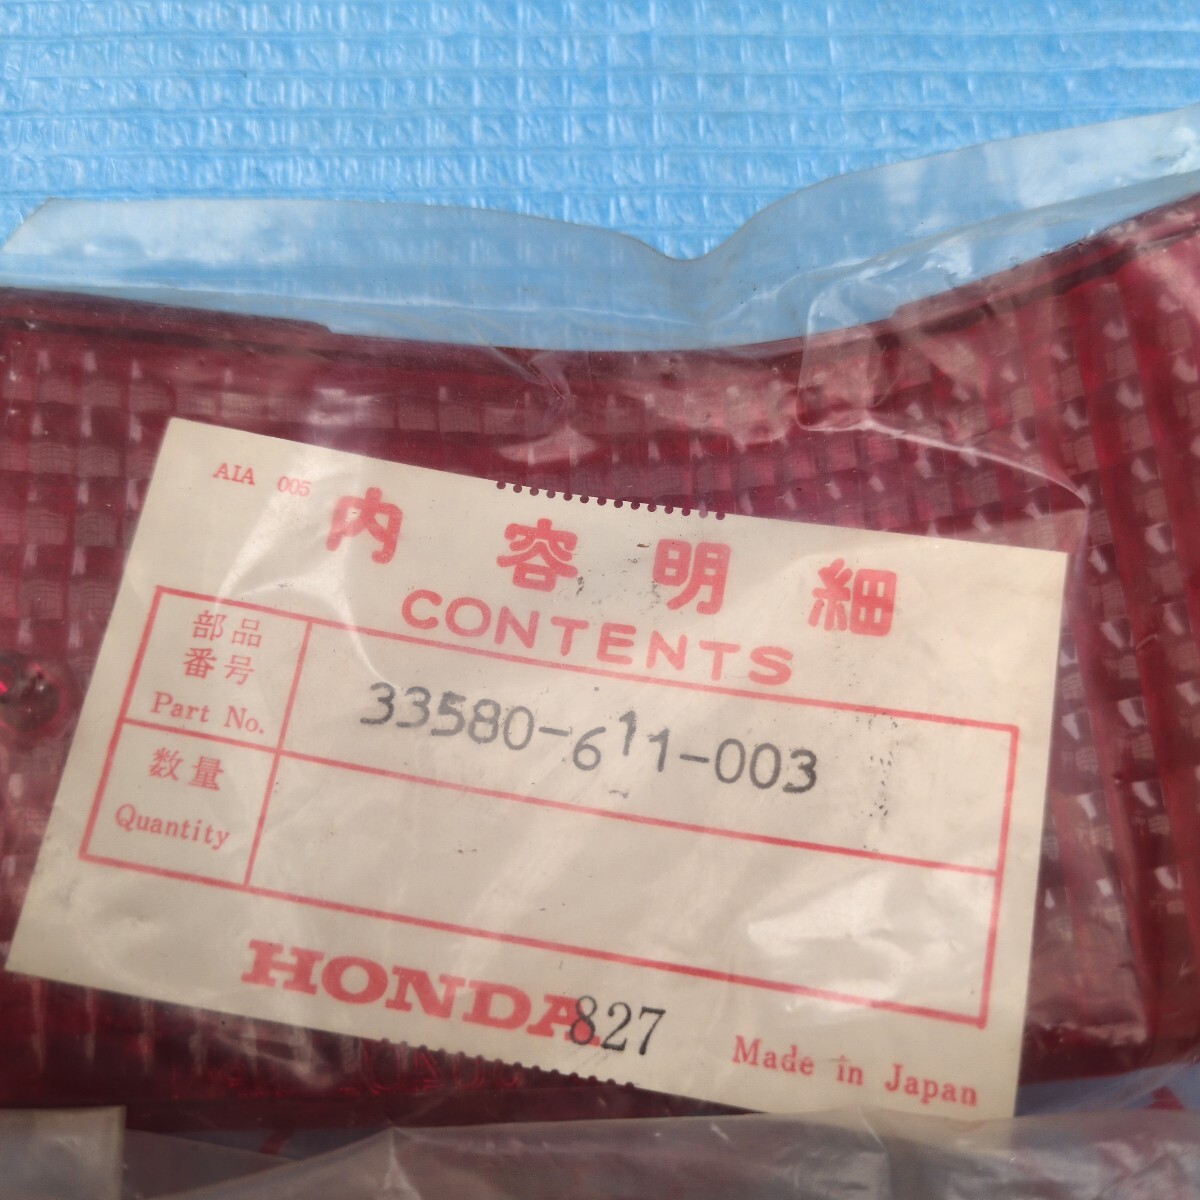 AIA 005
内容明細
CONTENTS
部品
番号
Part No.
33580-611-003
数量
Quantity
HONDA
827
Made in Japan